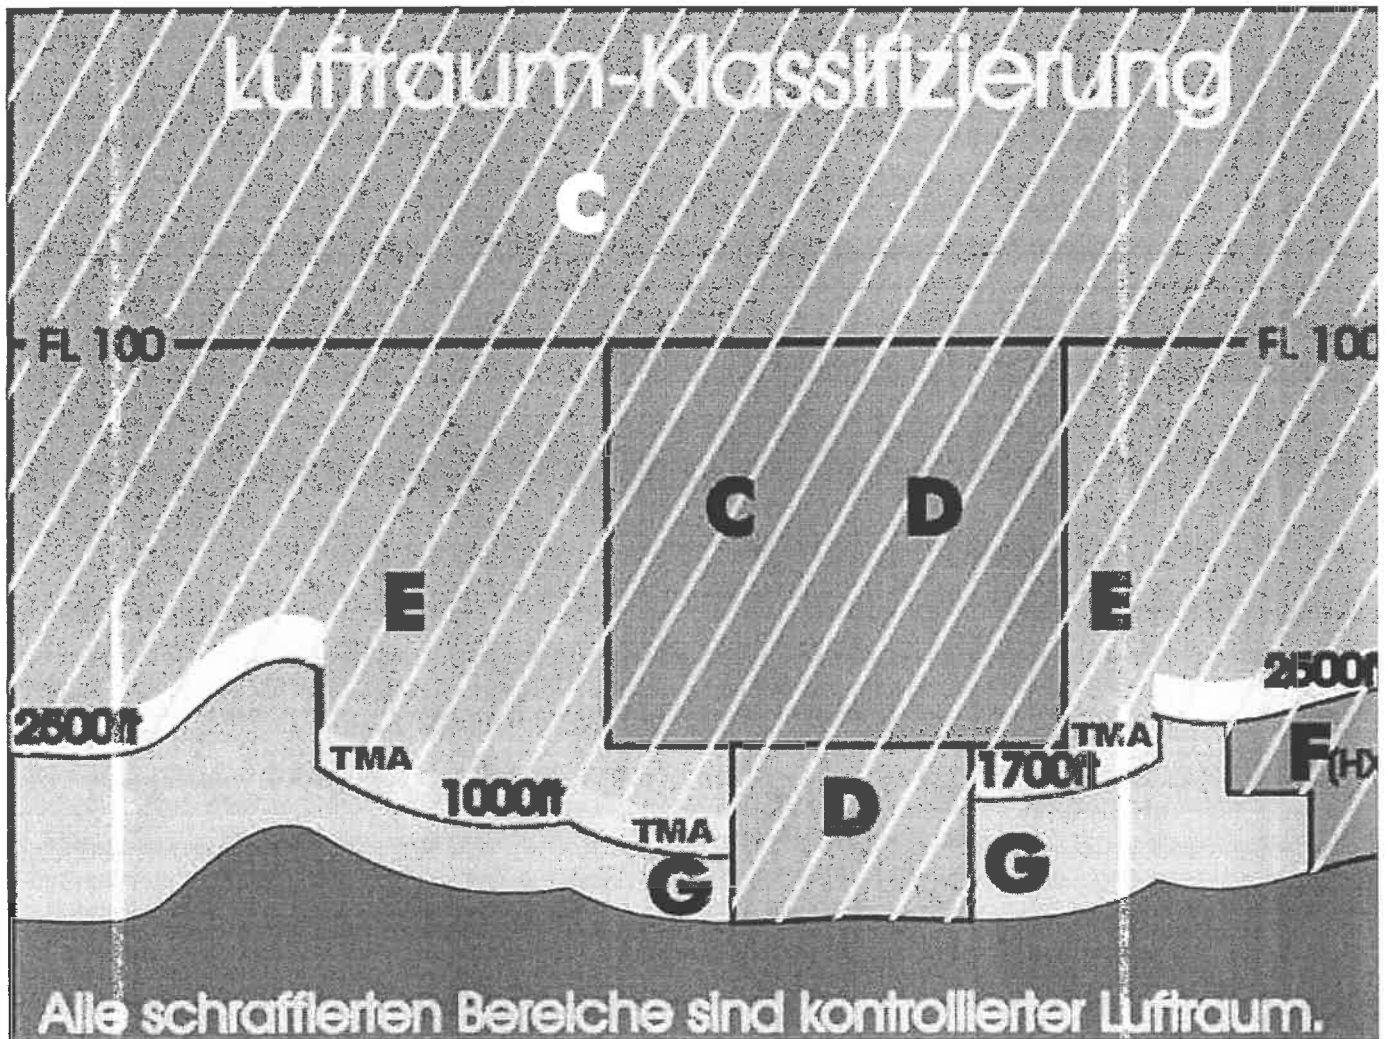 Luftraum-Klassifizierung
C
FL 100
FL 100
C D
E
E
2500ft
2500f
TMA
TMA
F(HX
1000ft
1700ft
D
TMA
G
G
Alle schraffierten Bereiche sind kontrollierter Luftraum.